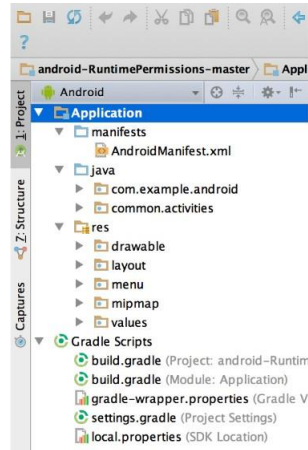 ?
android-RuntimePermissions-master Appl
1: Project
Android
Application
manifests
AndroidManifest.xml
java
com.example.android
common.activities
res
drawable
layout
menu
mipmap
values
Gradle Scripts
build.gradle (Project: android-Runtim
build.gradle (Module: Application)
gradle-wrapper.properties (Gradle V
settings.gradle (Project Settings)
local.properties (SDK Location)
Z: Structure
Captures